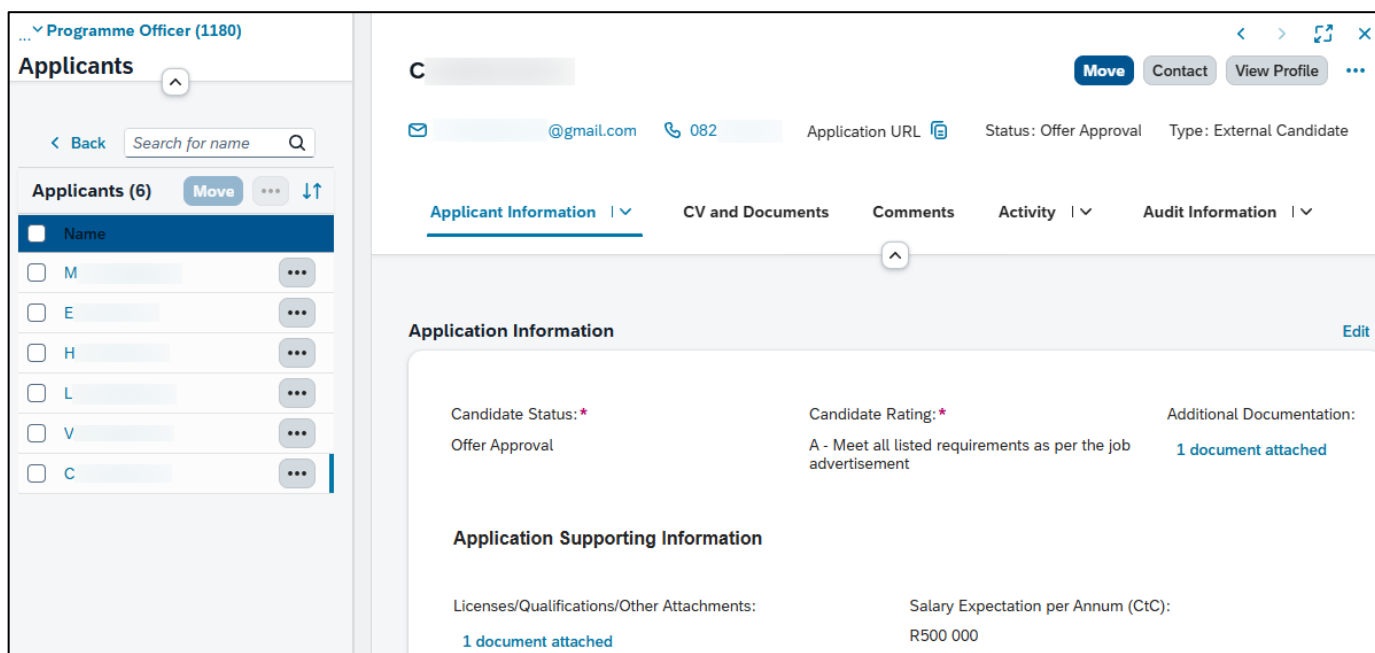 ... Programme Officer (1180)
Applicants
Back
Search for name
Applicants (6)
Move
Name
M
E
H
L
V
C
C
Move
Contact
View Profile
@gmail.com
082
Application URL
Status: Offer Approval
Type: External Candidate
Applicant Information
CV and Documents
Comments
Activity
Audit Information
Application Information
Edit
Candidate Status:*
Offer Approval
Candidate Rating:*
A - Meet all listed requirements as per the job
advertisement
Additional Documentation:
1 document attached
Application Supporting Information
Licenses/Qualifications/Other Attachments:
1 document attached
Salary Expectation per Annum (CtC):
R500 000